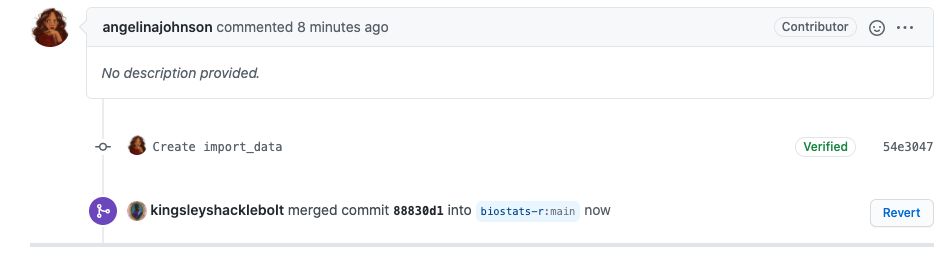 angelinajohnson commented 8 minutes ago Contributor
No description provided.
Create import_data Verified 54e3047
kingsleyshacklebolt merged commit 88830d1 into biostats-r:main now Revert